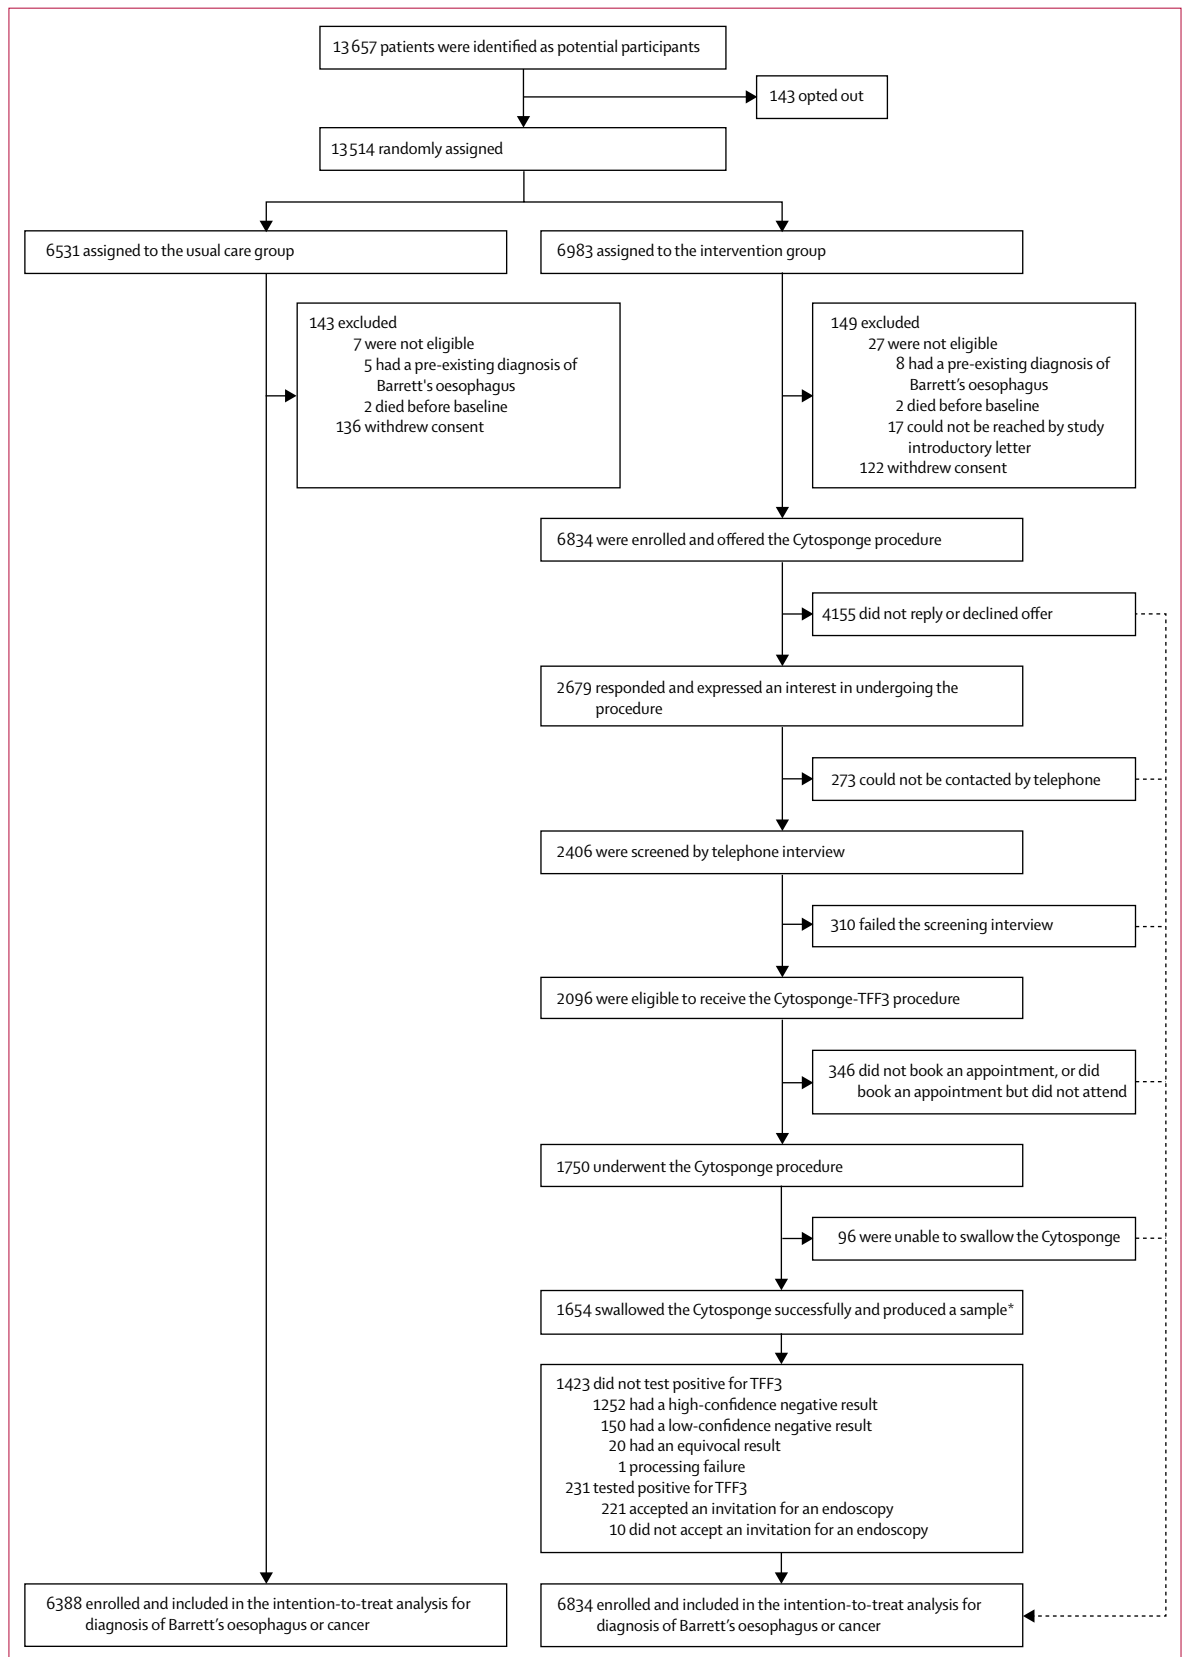 13 657 patients were identified as potential participants
143 opted out
13 514 randomly assigned
6531 assigned to the usual care group
6983 assigned to the intervention group
143 excluded
7 were not eligible
5 had a pre-existing diagnosis of
Barrett's oesophagus
2 died before baseline
136 withdrew consent
149 excluded
27 were not eligible
8 had a pre-existing diagnosis of
Barrett’s oesophagus
2 died before baseline
17 could not be reached by study
introductory letter
122 withdrew consent
6834 were enrolled and offered the Cytosponge procedure
4155 did not reply or declined offer
2679 responded and expressed an interest in undergoing the
procedure
273 could not be contacted by telephone
2406 were screened by telephone interview
310 failed the screening interview
2096 were eligible to receive the Cytosponge-TFF3 procedure
346 did not book an appointment, or did
book an appointment but did not attend
1750 underwent the Cytosponge procedure
96 were unable to swallow the Cytosponge
1654 swallowed the Cytosponge successfully and produced a sample*
1423 did not test positive for TFF3
1252 had a high-confidence negative result
150 had a low-confidence negative result
20 had an equivocal result
1 processing failure
231 tested positive for TFF3
221 accepted an invitation for an endoscopy
10 did not accept an invitation for an endoscopy
6388 enrolled and included in the intention-to-treat analysis for
diagnosis of Barrett’s oesophagus or cancer
6834 enrolled and included in the intention-to-treat analysis for
diagnosis of Barrett’s oesophagus or cancer